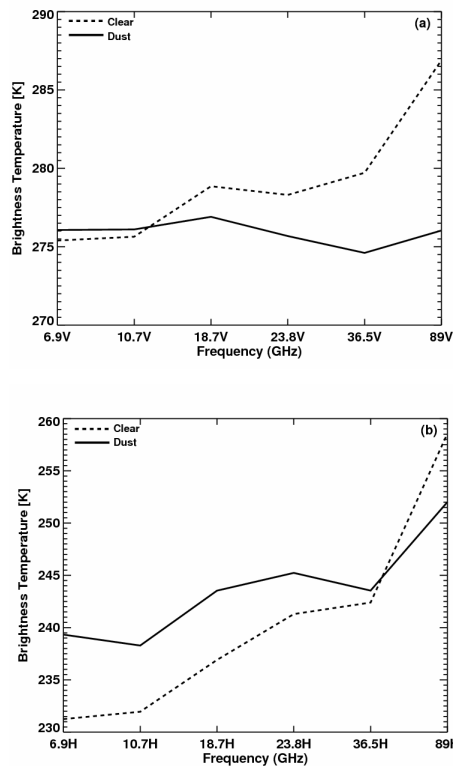 290
(a)
Clear
Dust
285
280
275
270
Brightness Temperature [K]
6.9V 10.7V 18.7V 23.8V 36.5V 89V
Frequency (GHz)
260
(b)
Clear
Dust
255
250
245
240
235
230
Brightness Temperature [K]
6.9H 10.7H 18.7H 23.8H 36.5H 89H
Frequency (GHz)